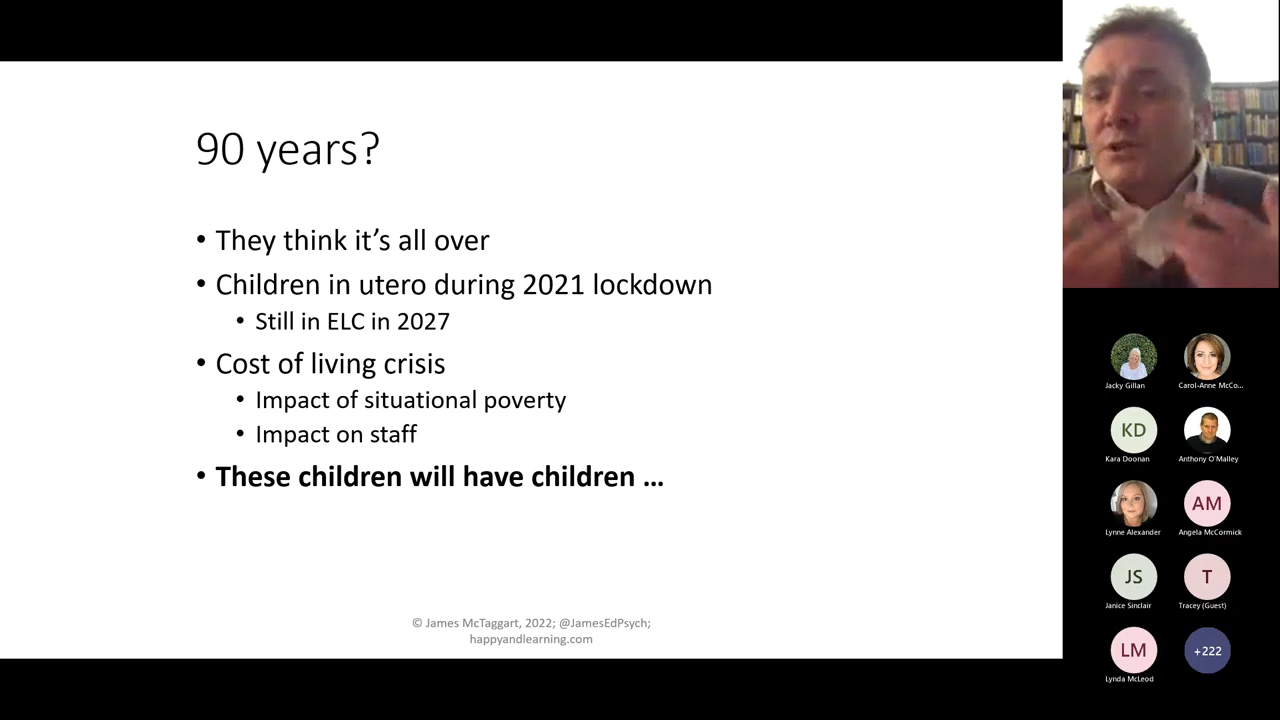 90 years?
• They think it’s all over
• Children in utero during 2021 lockdown
• Still in ELC in 2027
• Cost of living crisis
• Impact of situational poverty
• Impact on staff
• These children will have children …
© James McTaggart, 2022; @JamesEdPsych;
happyandlearning.com
Jacky Gillan
Carol-Anne McCo...
KD
Kara Doonan
Anthony O'Malley
Lynne Alexander
AM
Angela McCormick
JS
Janice Sinclair
T
Tracey (Guest)
LM
Lynda McLeod
+222